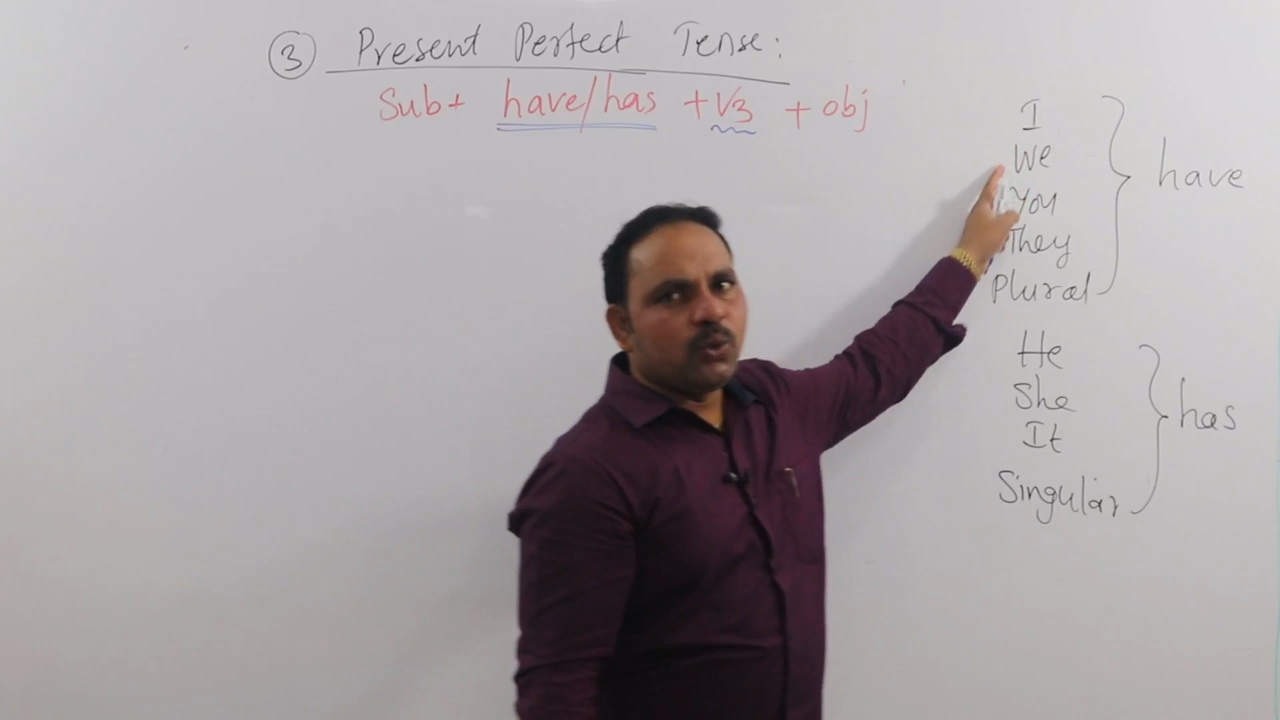 ③ Present Perfect Tense:
Sub+ have/has +V3 + obj
I
We
You
They
Plural
have
He
She
It
Singular
has